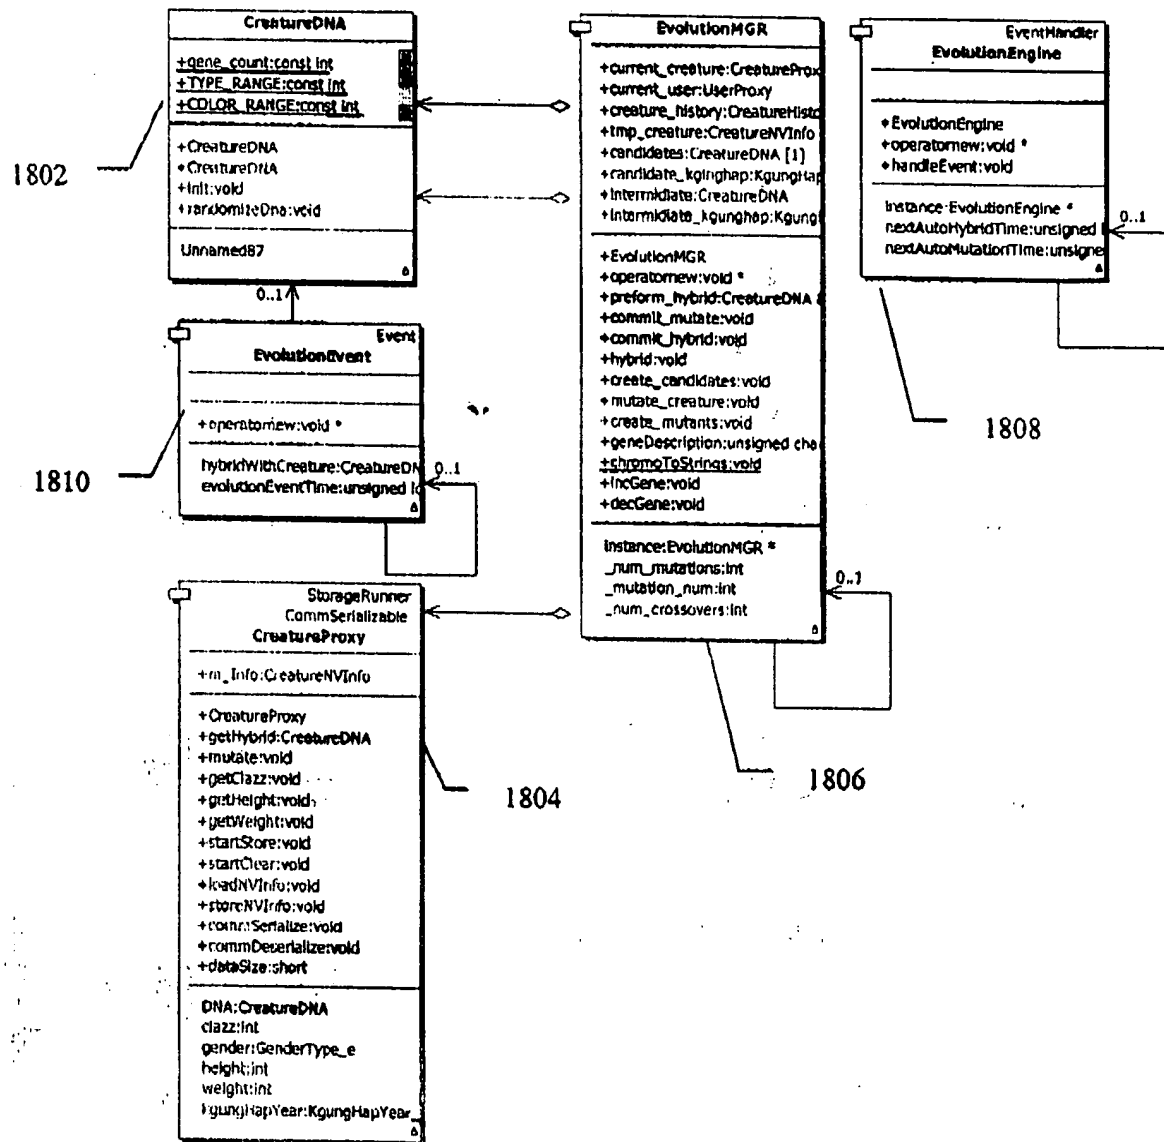 CreatureDNA
+gene_count:const int
+TYPE_RANGE:const int
+COLOR_RANGE:const int
+CreatureDNA
+CreatureDNA
+init:void
+randomizeDna:void
Unnamed87
1802
0..1
Event
EvolutionEvent
+operatornew:void *
hybridWithCreature:CreatureDN
evolutionEventTime:unsigned lo
0..1
1810
StorageRunner
CommSerializable
CreatureProxy
+m_Info:CreatureNVInfo
+CreatureProxy
+getHybrid:CreatureDNA
+mutate:void
+getClazz:void
+getHeight:void
+getWeight:void
+startStore:void
+startClear:void
+loadNVInfo:void
+storeNVInfo:void
+commSerialize:void
+commDeserialize:void
+dataSize:short
DNA:CreatureDNA
clazz:int
gender:GenderType_e
height:int
weight:int
kgungHapYear:KgungHapYear_
1804
EvolutionMGR
+current_creature:CreatureProx
+current_user:UserProxy
+creature_history:CreatureHisto
+tmp_creature:CreatureNVInfo
+candidates:CreatureDNA [1]
+candidate_kginghap:KgungHap
+intermidiate:CreatureDNA
+intermidiate_kgunghap:Kgung
+EvolutionMGR
+operatornew:void *
+preform_hybrid:CreatureDNA &
+commit_mutate:void
+commit_hybrid:void
+hybrid:void
+create_candidates:void
+mutate_creature:void
+create_mutants:void
+geneDescription:unsigned cha
+chromoToStrings:void
+incGene:void
+decGene:void
instance:EvolutionMGR *
_num_mutations:int
_mutation_num:int
_num_crossovers:int
0..1
1806
EventHandler
EvolutionEngine
+EvolutionEngine
+operatornew:void *
+handleEvent:void
instance:EvolutionEngine *
nextAutoHybridTime:unsigned l
nextAutoMutationTime:unsigne
0..1
1808